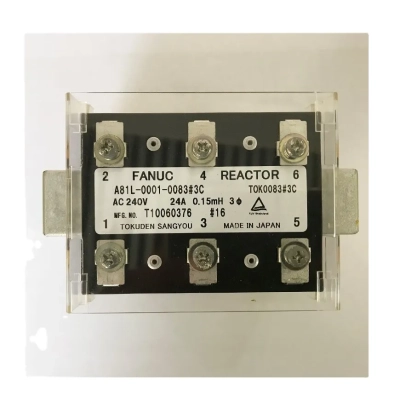 2 FANUC 4 REACTOR 6
A81L-0001-0083#3C TOK0083#3C
AC 240V 24A 0.15mH 3ϕ
MFG. NO. T10060376 #16
1 TOKUDEN SANGYOU 3 MADE IN JAPAN 5